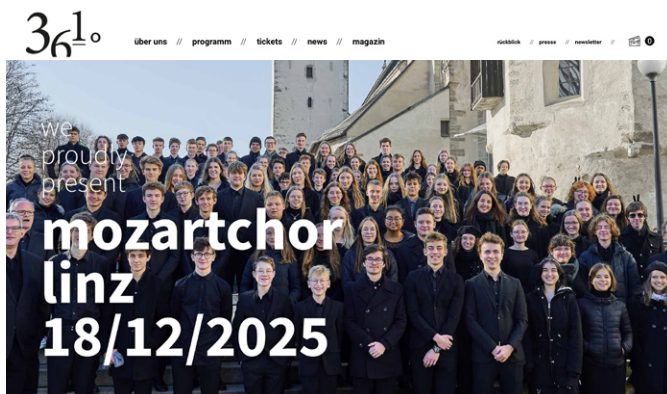 361°
über uns // programm // tickets // news // magazin
rückblick // presse // newsletter // 0
we
proudly
present
mozartchor
linz
18/12/2025